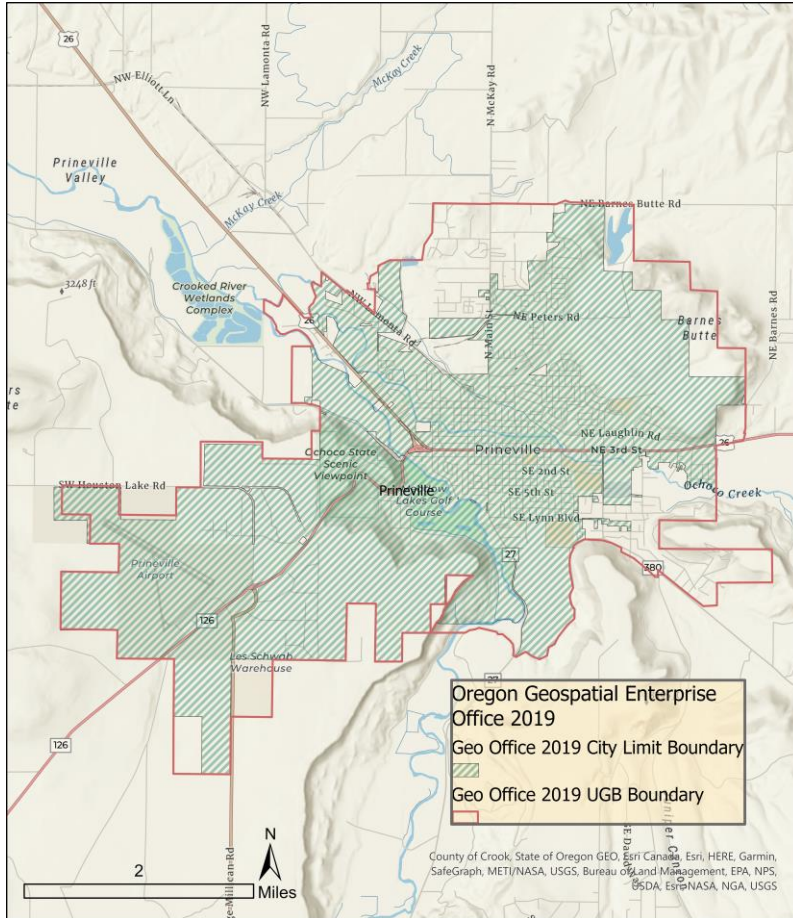 26
NW Lamonta Rd
McKay Creek
N McKay Rd
NW Elliott Ln
Prineville
Valley
McKay Creek
NE Barnes Butte Rd
3248 ft
Crooked River
Wetlands
Complex
26
NW Lamonta Rd
N Main St
NE Peters Rd
Barnes
Butte
NE Barnes Rd
rs
te
NE Laughlin Rd
26
Prineville
NE 3rd St
Ochoco State
Scenic
Viewpoint
SE 2nd St
SW Houston Lake Rd
Prineville
Lakes Golf
Course
SE 5th St
Ochoco Creek
SE Lynn Blvd
27
Prineville
Airport
380
126
Les Schwab
Warehouse
126
Oregon Geospatial Enterprise
Office 2019
Geo Office 2019 City Limit Boundary
Geo Office 2019 UGB Boundary
N
2
Miles
ge Millican Rd
County of Crook, State of Oregon GEO, Esri Canada, Esri, HERE, Garmin,
SafeGraph, METI/NASA, USGS, Bureau of Land Management, EPA, NPS,
USDA, Esri, NASA, NGA, USGS